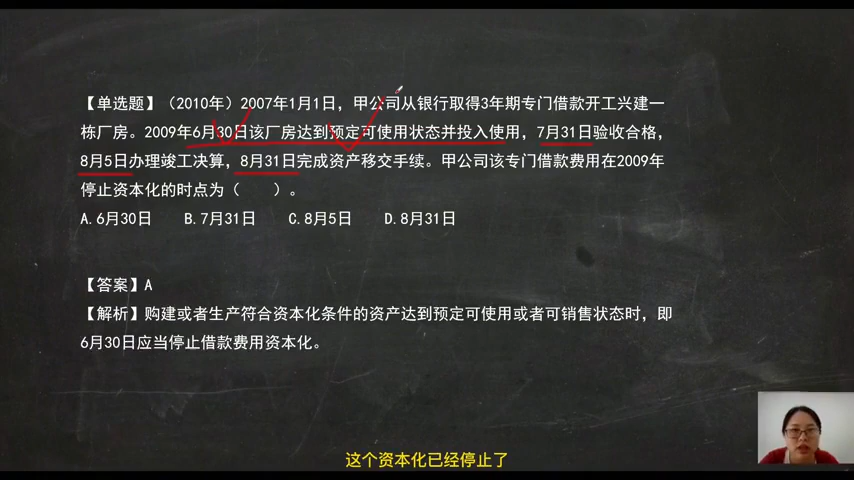 【单选题】（2010年）2007年1月1日，甲公司从银行取得3年期专门借款开工兴建一
栋厂房。2009年6月30日该厂房达到预定可使用状态并投入使用，7月31日验收合格，
8月5日办理竣工决算，8月31日完成资产移交手续。甲公司该专门借款费用在2009年
停止资本化的时点为（　　）。
A.6月30日　　B.7月31日　　C.8月5日　　D.8月31日
【答案】A
【解析】购建或者生产符合资本化条件的资产达到预定可使用或者可销售状态时，即
6月30日应当停止借款费用资本化。
这个资本化已经停止了